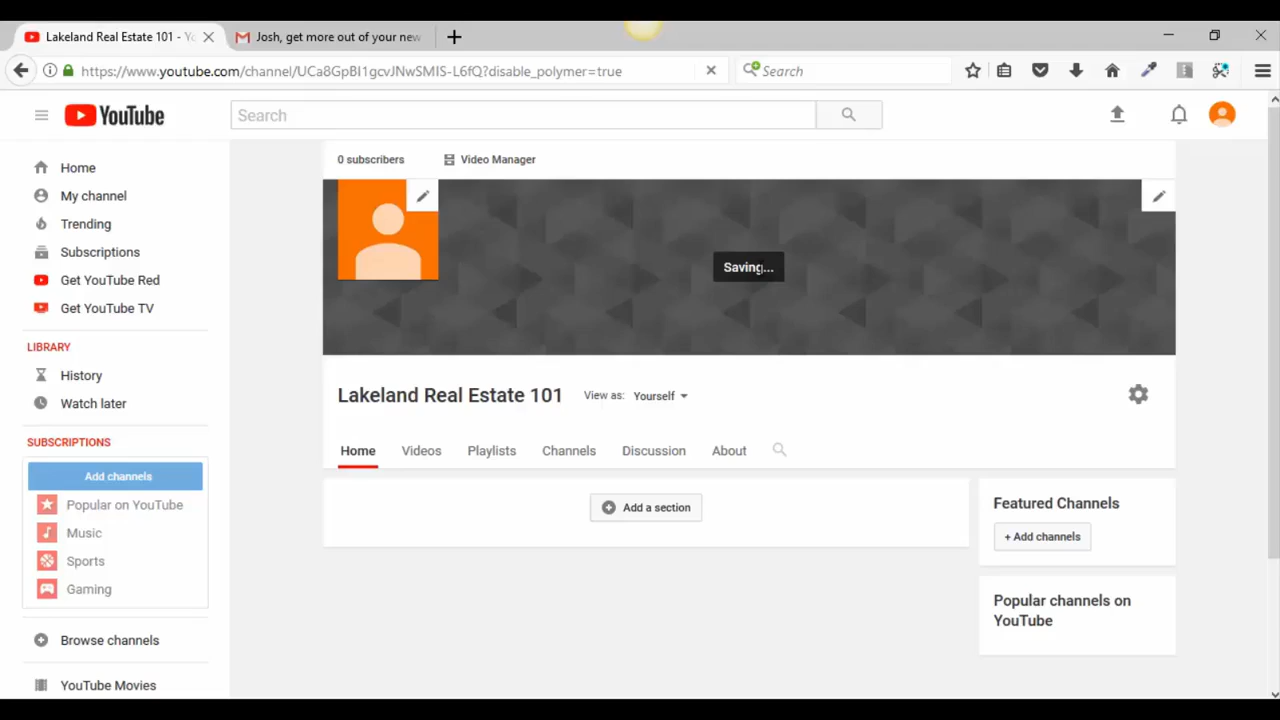 Lakeland Real Estate 101 - Yo
Josh, get more out of your new
https://www.youtube.com/channel/UCa8GpBI1gcvJNwSMIS-L6fQ?disable_polymer=true
Search
YouTube
Search
Home
My channel
Trending
Subscriptions
Get YouTube Red
Get YouTube TV
LIBRARY
History
Watch later
SUBSCRIPTIONS
Add channels
Popular on YouTube
Music
Sports
Gaming
Browse channels
YouTube Movies
0 subscribers
Video Manager
Saving...
Lakeland Real Estate 101
View as: Yourself
Home Videos Playlists Channels Discussion About
Add a section
Featured Channels
+ Add channels
Popular channels on
YouTube